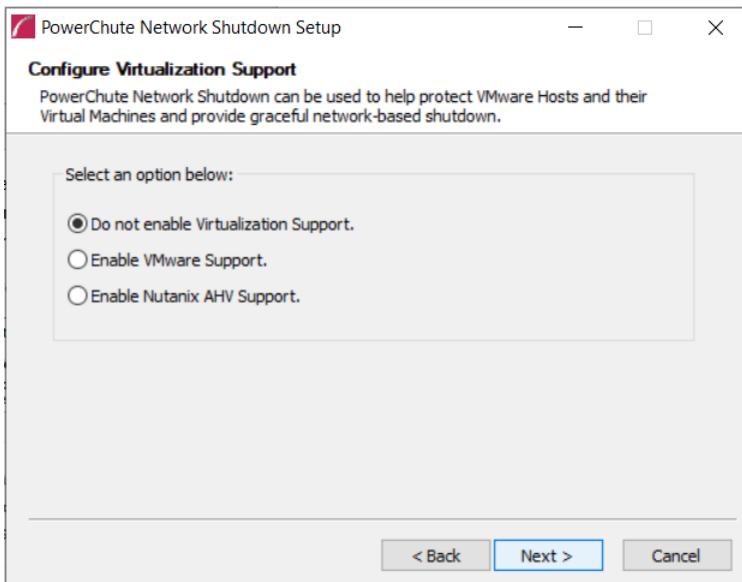 PowerChute Network Shutdown Setup
Configure Virtualization Support
PowerChute Network Shutdown can be used to help protect VMware Hosts and their
Virtual Machines and provide graceful network-based shutdown.
Select an option below:
Do not enable Virtualization Support.
Enable VMware Support.
Enable Nutanix AHV Support.
< Back
Next >
Cancel